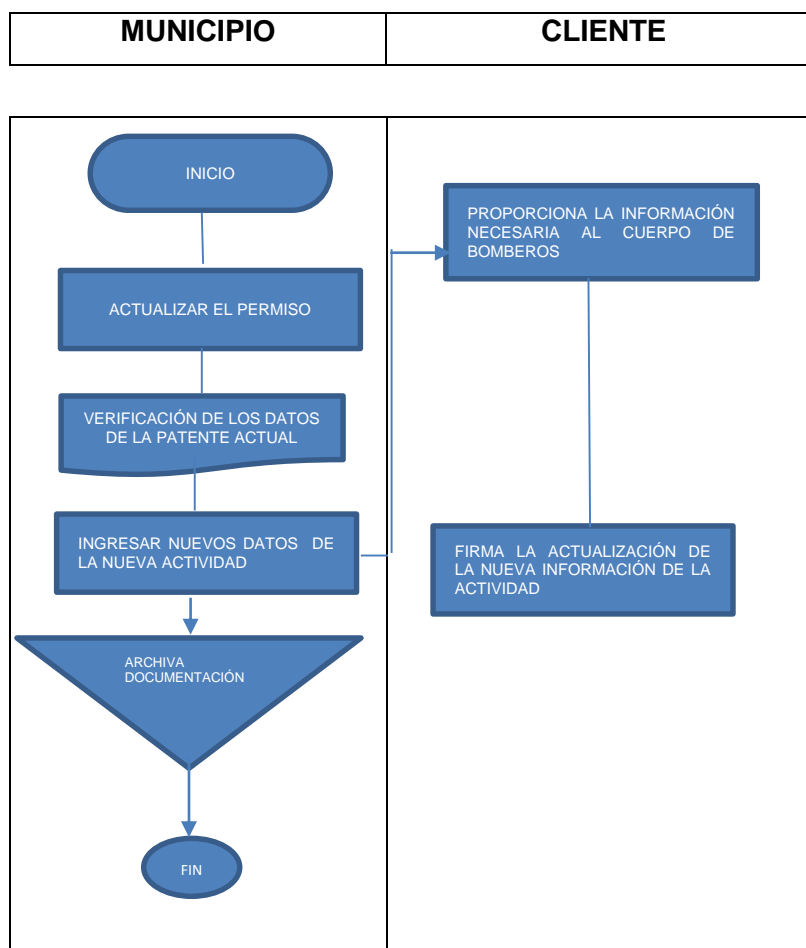 MUNICIPIO
CLIENTE
INICIO
ACTUALIZAR EL PERMISO
VERIFICACIÓN DE LOS DATOS
DE LA PATENTE ACTUAL
INGRESAR NUEVOS DATOS DE
LA NUEVA ACTIVIDAD
ARCHIVA
DOCUMENTACIÓN
FIN
PROPORCIONA LA INFORMACIÓN
NECESARIA AL CUERPO DE
BOMBEROS
FIRMA LA ACTUALIZACIÓN DE
LA NUEVA INFORMACIÓN DE LA
ACTIVIDAD